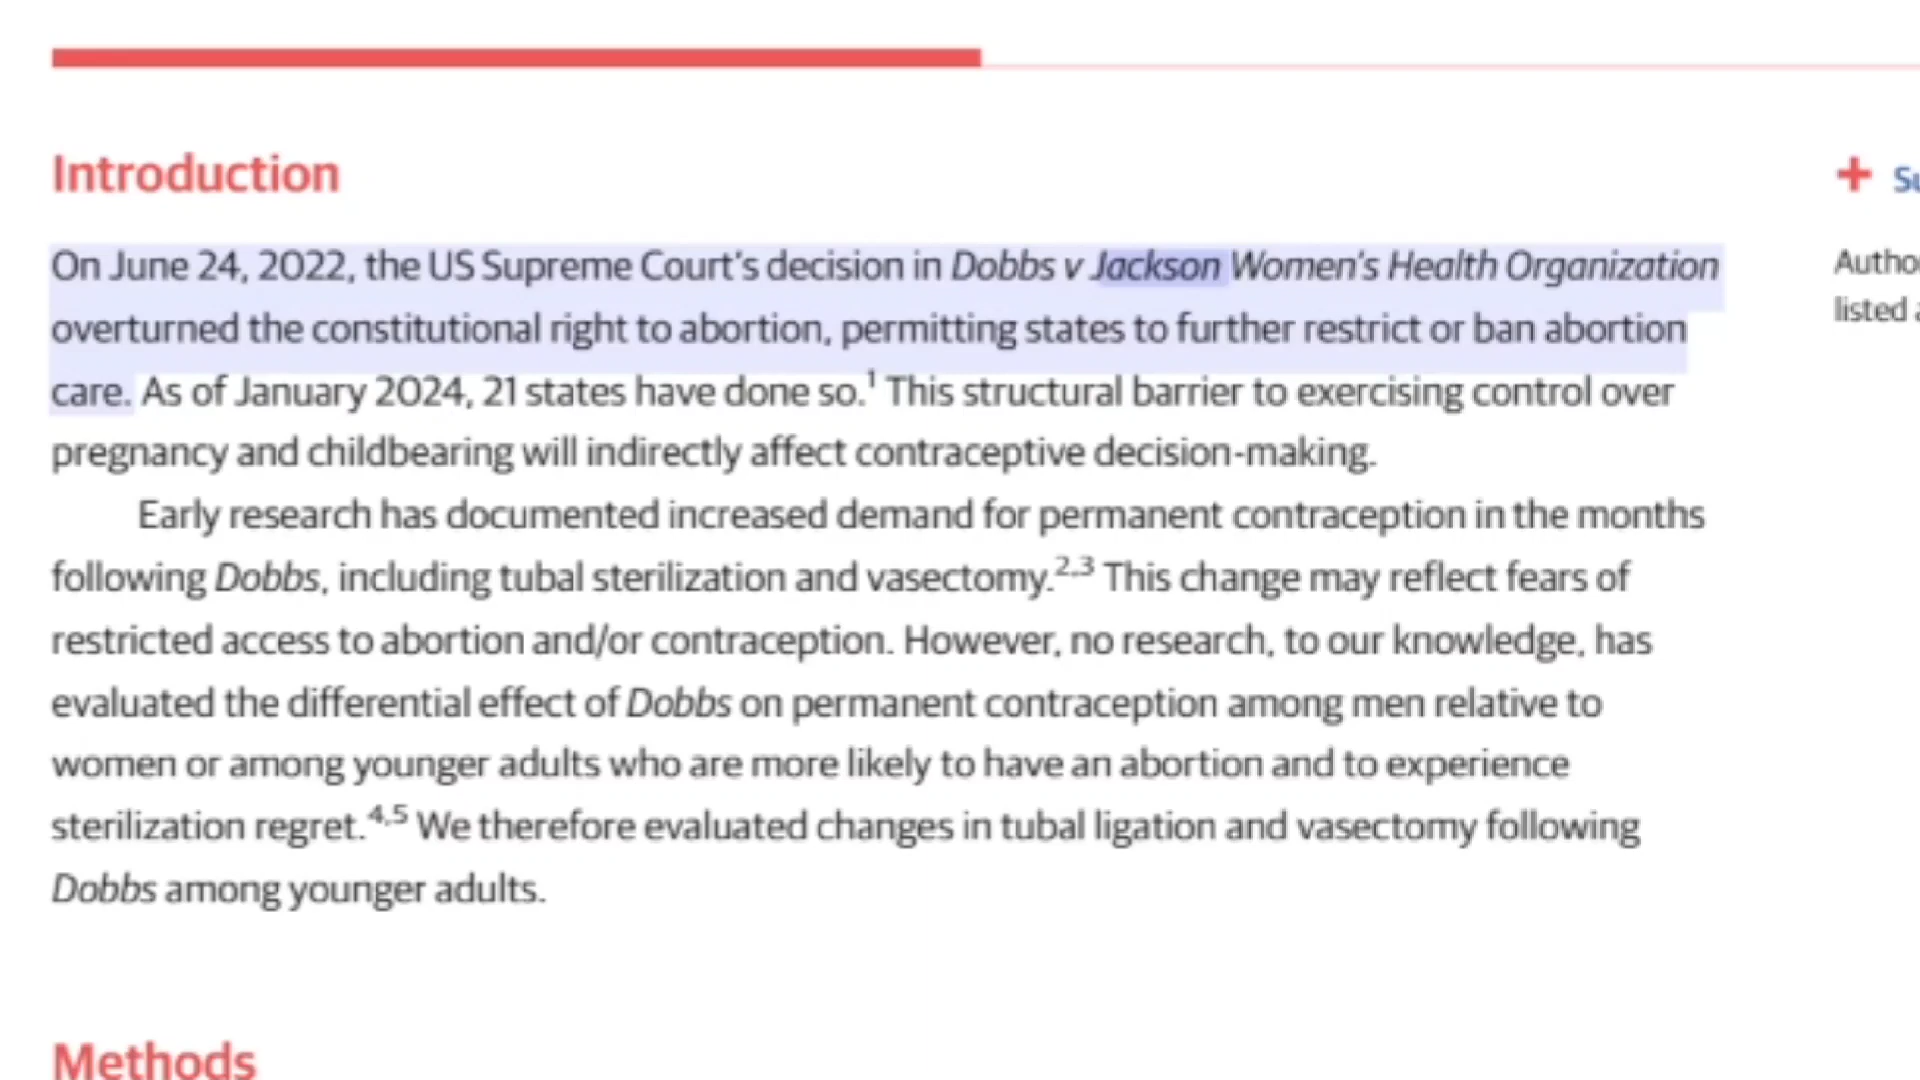 Introduction
On June 24, 2022, the US Supreme Court's decision in Dobbs v Jackson Women's Health Organization
overturned the constitutional right to abortion, permitting states to further restrict or ban abortion
care. As of January 2024, 21 states have done so.1 This structural barrier to exercising control over
pregnancy and childbearing will indirectly affect contraceptive decision-making.
Early research has documented increased demand for permanent contraception in the months
following Dobbs, including tubal sterilization and vasectomy.2,3 This change may reflect fears of
restricted access to abortion and/or contraception. However, no research, to our knowledge, has
evaluated the differential effect of Dobbs on permanent contraception among men relative to
women or among younger adults who are more likely to have an abortion and to experience
sterilization regret.4,5 We therefore evaluated changes in tubal ligation and vasectomy following
Dobbs among younger adults.
Methods
+
listed